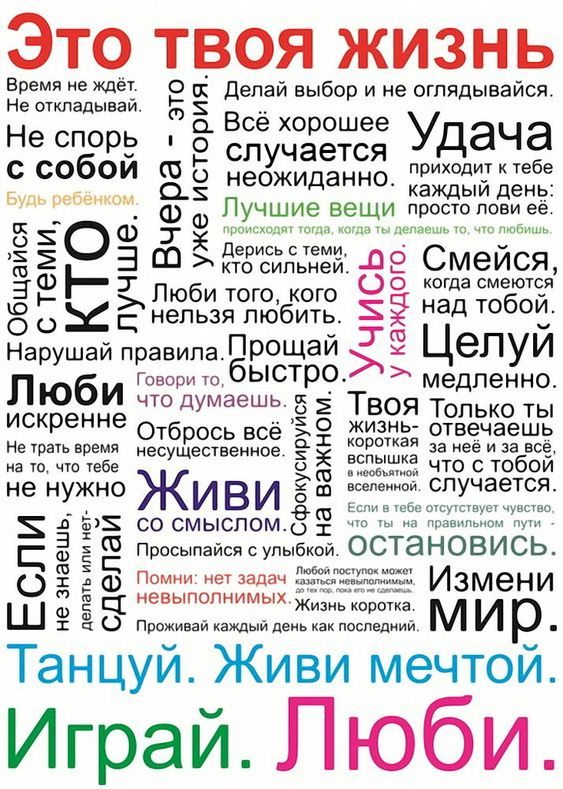 Это твоя жизнь
Время не ждёт.
Не откладывай.
Не спорь
с собой
Будь ребёнком.
Вчера - это
уже история.
Делай выбор и не оглядывайся.
Всё хорошее
случается
неожиданно.
Удача
приходит к тебе
каждый день:
просто лови её.
Лучшие вещи
происходят тогда, когда ты делаешь то, что любишь.
Общайся
с теми,
кто
лучше.
Дерись с теми,
кто сильней.
Люби того, кого
нельзя любить.
Учись
у каждого.
Смейся,
когда смеются
над тобой.
Нарушай правила.
Прощай
быстро.
Целуй
медленно.
Люби
искренне
Говори то,
что думаешь.
Не трать время
на то, что тебе
не нужно
Отбрось всё
несущественное.
Сфокусируйся
на важном.
Твоя
жизнь-
короткая
вспышка
в необъятной
вселенной.
Только ты
отвечаешь
за неё и за всё,
что с тобой
случается.
Живи
со смыслом.
Если в тебе отсутствует чувство,
что ты на правильном пути -
остановись.
Если
не знаешь,
делать или нет-
сделай
Просыпайся с улыбкой.
Помни: нет задач
невыполнимых.
Любой поступок может
казаться невыполнимым,
до тех пор, пока его не сделаешь.
Жизнь коротка.
Проживай каждый день как последний.
Измени
мир.
Танцуй. Живи мечтой.
Играй. Люби.